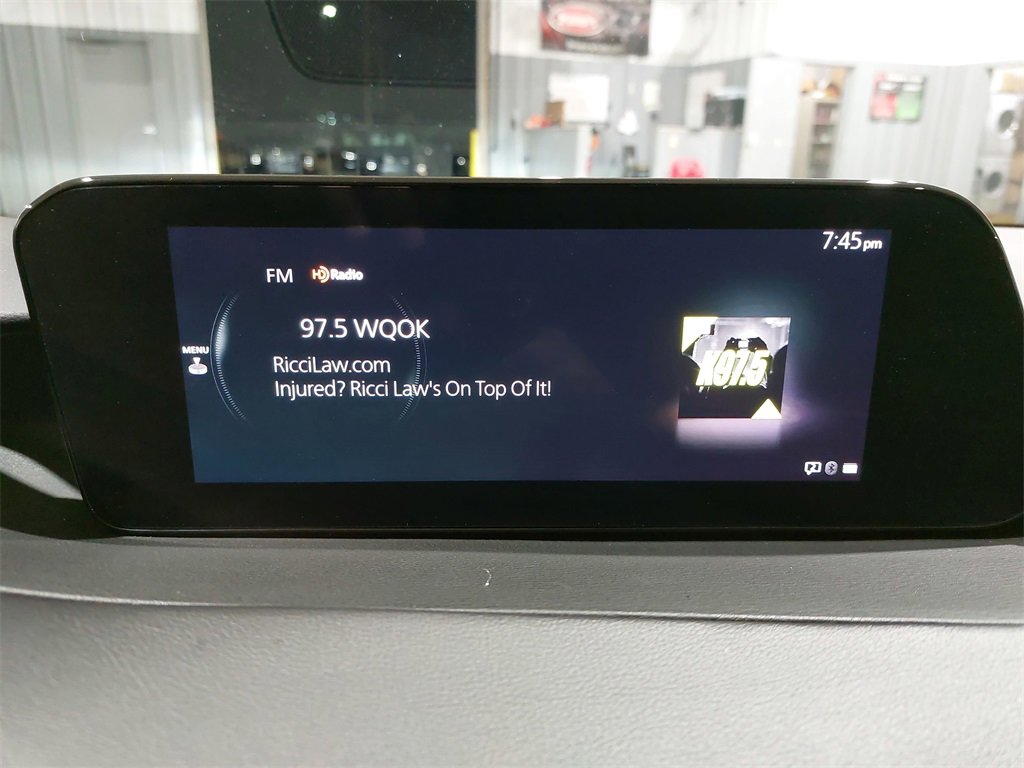 7:45pm
FM HD Radio
97.5 WQOK
MENU
RicciLaw.com
Injured? Ricci Law's On Top Of It!
K97.5